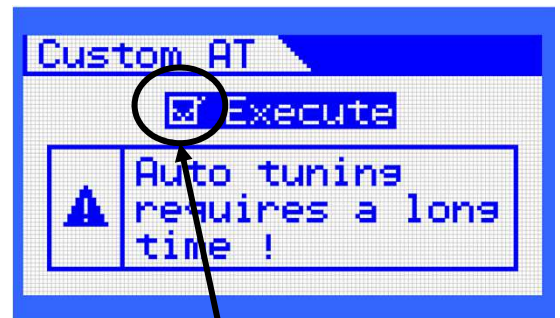 Custom AT
Execute
Auto tuning
requires a long
time !